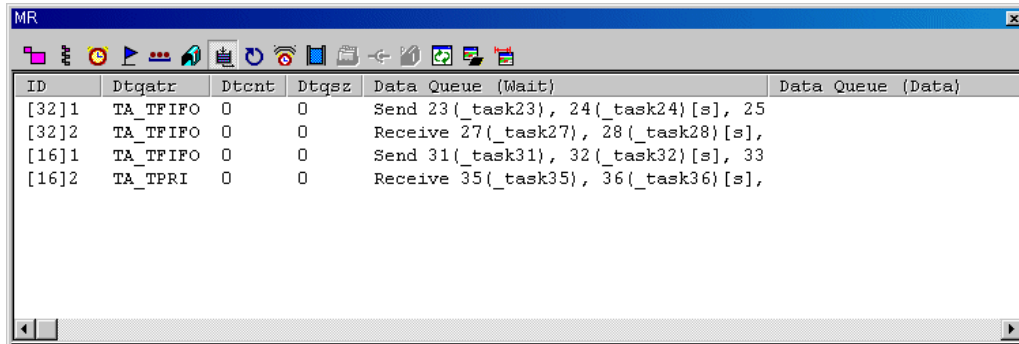 MR
ID Dtqatr Dtcnt Dtqsz Data Queue (Wait) Data Queue (Data)
[32]1 TA_TFIFO 0 0 Send 23(_task23), 24(_task24)[s], 25
[32]2 TA_TFIFO 0 0 Receive 27(_task27), 28(_task28)[s],
[16]1 TA_TFIFO 0 0 Send 31(_task31), 32(_task32)[s], 33
[16]2 TA_TPRI 0 0 Receive 35(_task35), 36(_task36)[s],